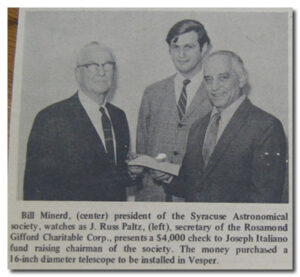 Bill Minerd, (center) president of the Syracuse Astronomical
society, watches as J. Russ Paltz, (left), secretary of the Rosamond
Gifford Charitable Corp., presents a $4,000 check to Joseph Italiano
fund raising chairman of the society. The money purchased a
16-inch diameter telescope to be installed in Vesper.